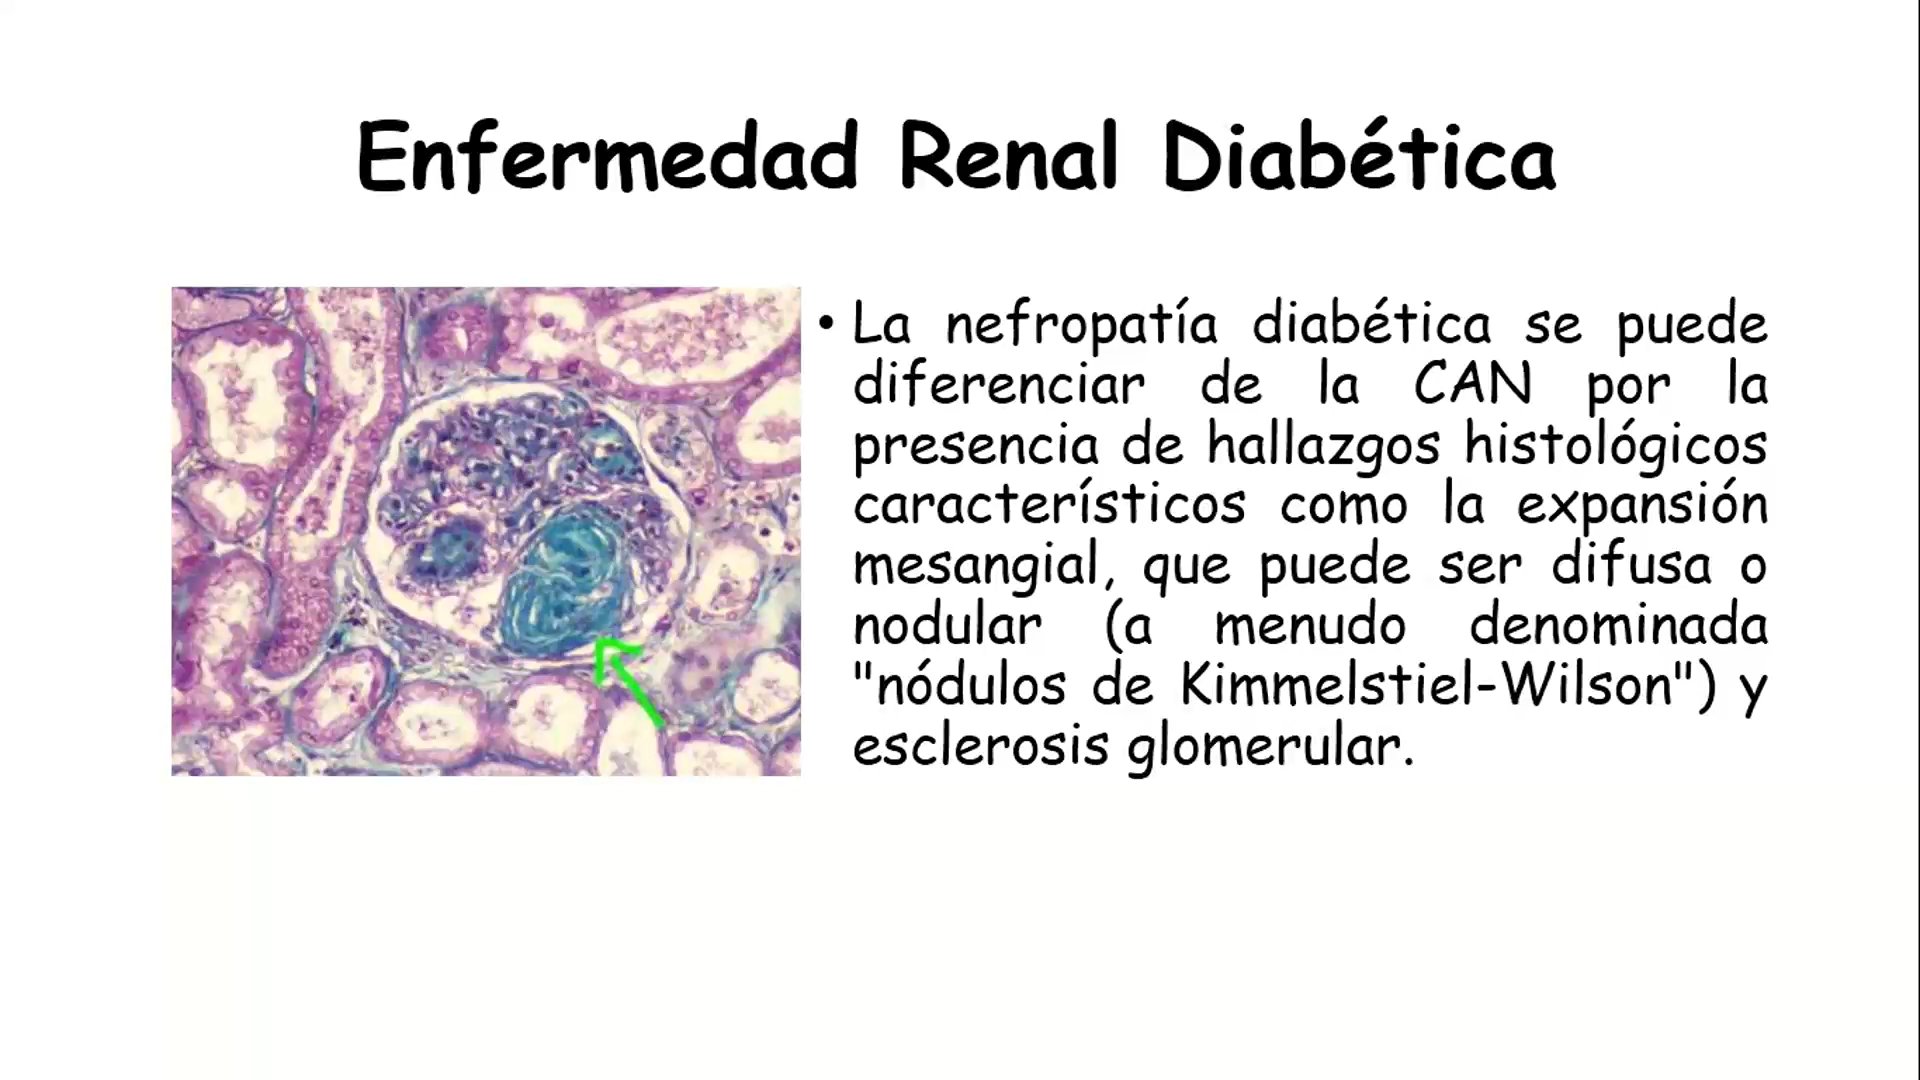 Enfermedad Renal Diabética
• La nefropatía diabética se puede
diferenciar de la CAN por la
presencia de hallazgos histológicos
característicos como la expansión
mesangial, que puede ser difusa o
nodular (a menudo denominada
"nódulos de Kimmelstiel-Wilson") y
esclerosis glomerular.